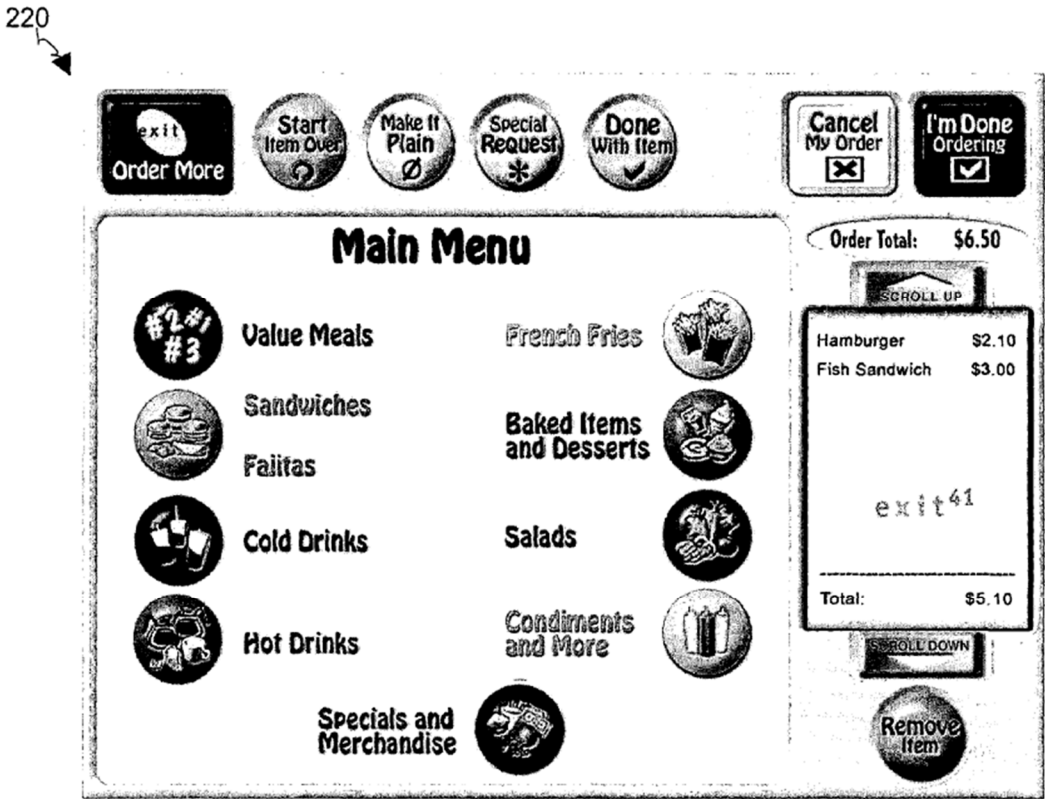 220
exit
Order More
Start
Item Over
Make It
Plain
Ø
Special
Request
*
Done
With Item
Cancel
My Order
I'm Done
Ordering
Main Menu
Order Total: $6.50
SCROLL UP
#2 #1
#3
Value Meals
French Fries
Hamburger $2.10
Fish Sandwich $3.00
Sandwiches
Fajitas
Baked Items
and Desserts
exit41
Cold Drinks
Salads
Total: $5.10
Hot Drinks
Condiments
and More
SCROLL DOWN
Specials and
Merchandise
Remove
Item